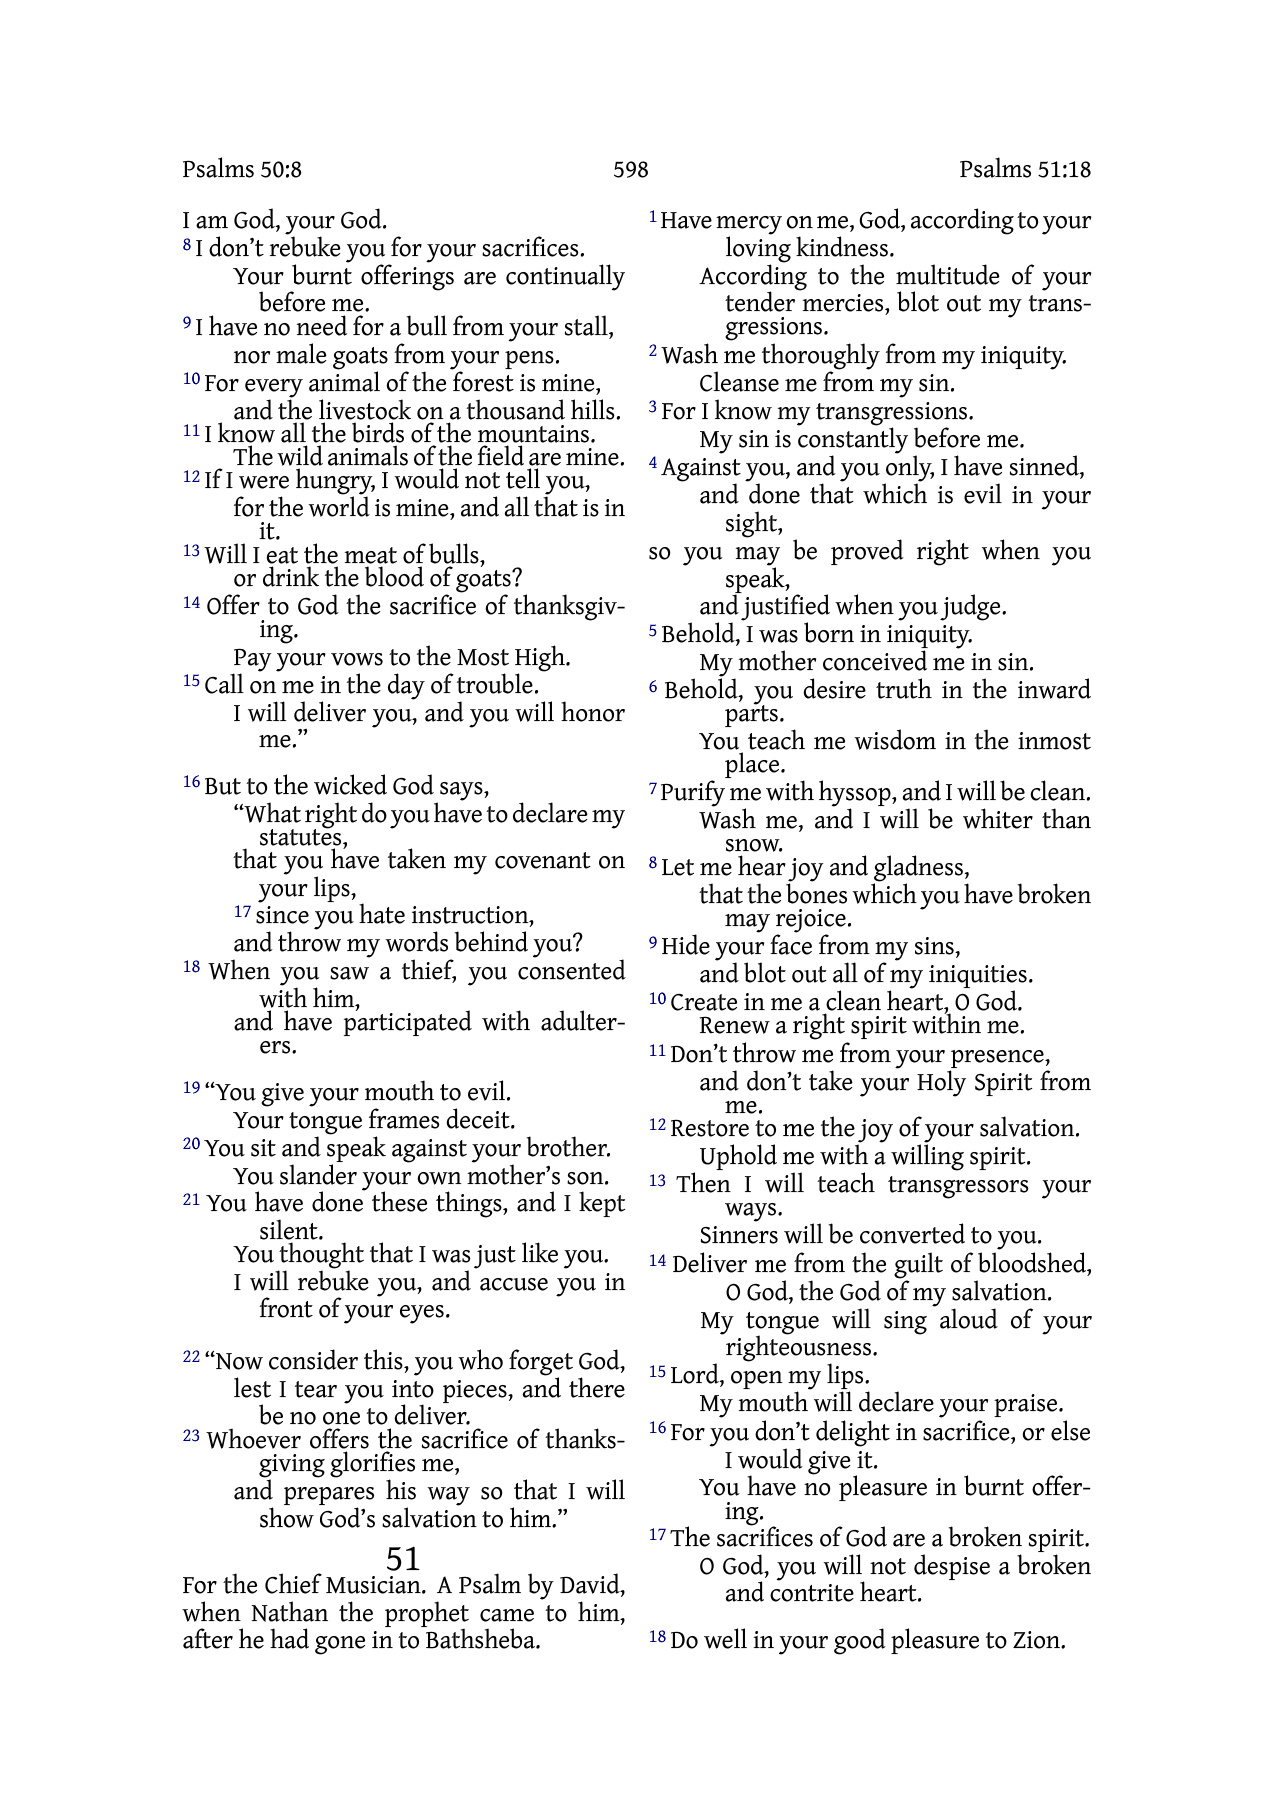 Psalms 50:8 598 Psalms 51:18
I am God, your God.
8 I don’t rebuke you for your sacrifices.
Your burnt offerings are continually
before me.
9 I have no need for a bull from your stall,
nor male goats from your pens.
10 For every animal of the forest is mine,
and the livestock on a thousand hills.
11 I know all the birds of the mountains.
The wild animals of the field are mine.
12 If I were hungry, I would not tell you,
for the world is mine, and all that is in
it.
13 Will I eat the meat of bulls,
or drink the blood of goats?
14 Offer to God the sacrifice of thanksgiv-
ing.
Pay your vows to the Most High.
15 Call on me in the day of trouble.
I will deliver you, and you will honor
me.”
16 But to the wicked God says,
“What right do you have to declare my
statutes,
that you have taken my covenant on
your lips,
17 since you hate instruction,
and throw my words behind you?
18 When you saw a thief, you consented
with him,
and have participated with adulter-
ers.
19 “You give your mouth to evil.
Your tongue frames deceit.
20 You sit and speak against your brother.
You slander your own mother’s son.
21 You have done these things, and I kept
silent.
You thought that I was just like you.
I will rebuke you, and accuse you in
front of your eyes.
22 “Now consider this, you who forget God,
lest I tear you into pieces, and there
be no one to deliver.
23 Whoever offers the sacrifice of thanks-
giving glorifies me,
and prepares his way so that I will
show God’s salvation to him.”
51
For the Chief Musician. A Psalm by David,
when Nathan the prophet came to him,
after he had gone in to Bathsheba.
1 Have mercy on me, God, according to your
loving kindness.
According to the multitude of your
tender mercies, blot out my trans-
gressions.
2 Wash me thoroughly from my iniquity.
Cleanse me from my sin.
3 For I know my transgressions.
My sin is constantly before me.
4 Against you, and you only, I have sinned,
and done that which is evil in your
sight,
so you may be proved right when you
speak,
and justified when you judge.
5 Behold, I was born in iniquity.
My mother conceived me in sin.
6 Behold, you desire truth in the inward
parts.
You teach me wisdom in the inmost
place.
7 Purify me with hyssop, and I will be clean.
Wash me, and I will be whiter than
snow.
8 Let me hear joy and gladness,
that the bones which you have broken
may rejoice.
9 Hide your face from my sins,
and blot out all of my iniquities.
10 Create in me a clean heart, O God.
Renew a right spirit within me.
11 Don’t throw me from your presence,
and don’t take your Holy Spirit from
me.
12 Restore to me the joy of your salvation.
Uphold me with a willing spirit.
13 Then I will teach transgressors your
ways.
Sinners will be converted to you.
14 Deliver me from the guilt of bloodshed,
O God, the God of my salvation.
My tongue will sing aloud of your
righteousness.
15 Lord, open my lips.
My mouth will declare your praise.
16 For you don’t delight in sacrifice, or else
I would give it.
You have no pleasure in burnt offer-
ing.
17 The sacrifices of God are a broken spirit.
O God, you will not despise a broken
and contrite heart.
18 Do well in your good pleasure to Zion.